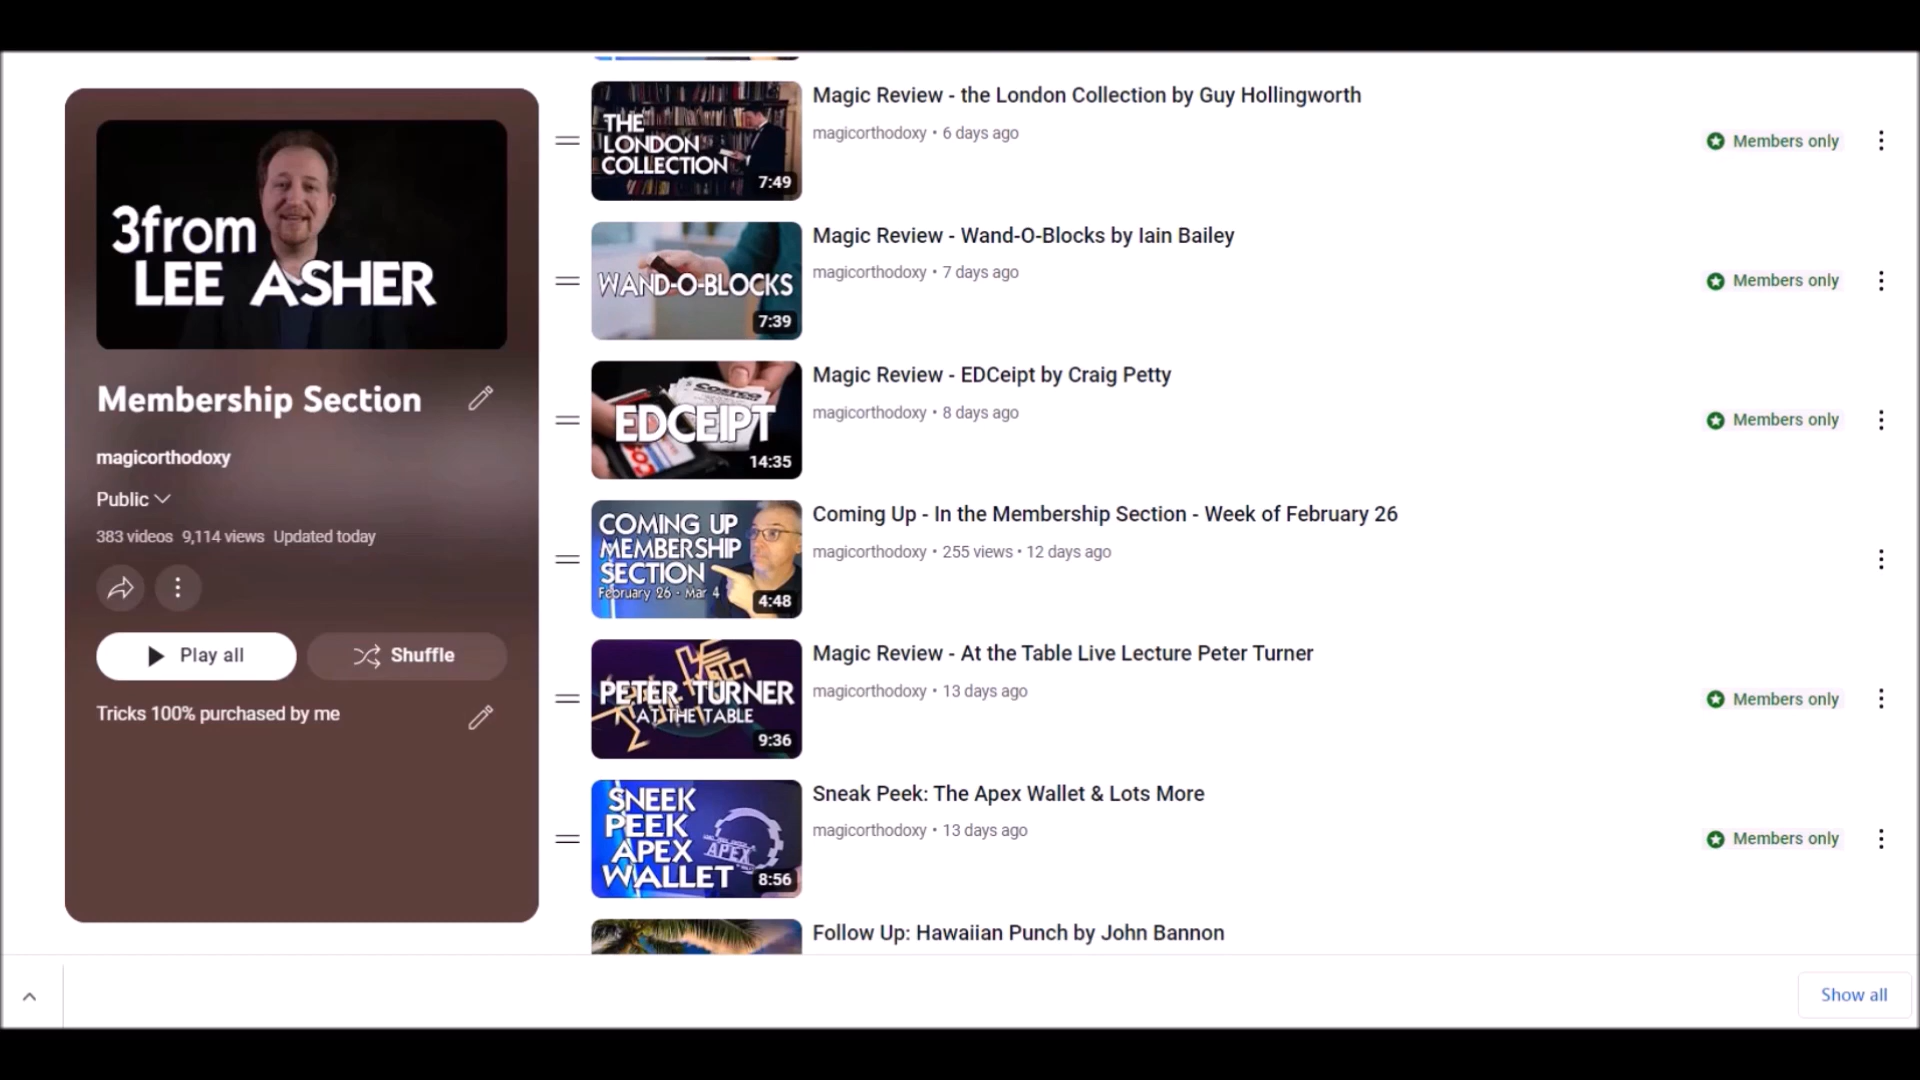 3from
LEE ASHER
Membership Section
magicorthodoxy
Public
383 videos 9,114 views Updated today
Play all
Shuffle
Tricks 100% purchased by me
THE
LONDON
COLLECTION
7:49
Magic Review - the London Collection by Guy Hollingworth
magicorthodoxy • 6 days ago
Members only
WAND-O-BLOCKS
7:39
Magic Review - Wand-O-Blocks by Iain Bailey
magicorthodoxy • 7 days ago
Members only
COSTCO
EDCEIPT
14:35
Magic Review - EDCeipt by Craig Petty
magicorthodoxy • 8 days ago
Members only
COMING UP
MEMBERSHIP
SECTION
February 26 - Mar 4
4:48
Coming Up - In the Membership Section - Week of February 26
magicorthodoxy • 255 views • 12 days ago
PETER TURNER
AT THE TABLE
9:36
Magic Review - At the Table Live Lecture Peter Turner
magicorthodoxy • 13 days ago
Members only
SNEEK
PEEK
APEX
WALLET
APEX
8:56
Sneak Peek: The Apex Wallet & Lots More
magicorthodoxy • 13 days ago
Members only
Follow Up: Hawaiian Punch by John Bannon
Show all